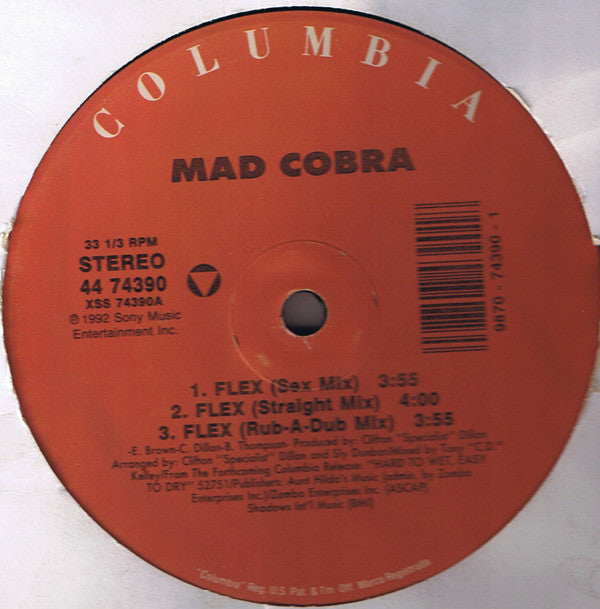 COLUMBIA
MAD COBRA
33 1/3 RPM
STEREO
44 74390
XSS 74390A
℗ 1992 Sony Music
Entertainment Inc.
9870 - 74390 - 1
1. FLEX (Sex Mix) 3:55
2. FLEX (Straight Mix) 4:00
3. FLEX (Rub-A-Dub Mix) 3:55
-E. Brown-C. Dillon-B. Thompson- Produced by: Clifton "Specialist" Dillon
Arranged by: Clifton "Specialist" Dillon and Sly Dunbar/Mixed by Tony "C.D."
Kelley/From The Forthcoming Columbia Release: "HARD TO WET, EASY
TO DRY" 52751/Publishers: Aunt Hilda's Music (admin. by Zomba
Enterprises Inc.)/Zomba Enterprises Inc. (ASCAP)
Shadows Int'l Music (BMI)
"Columbia" Reg. U.S. Pat. & Tm. Off. Marca Registrada